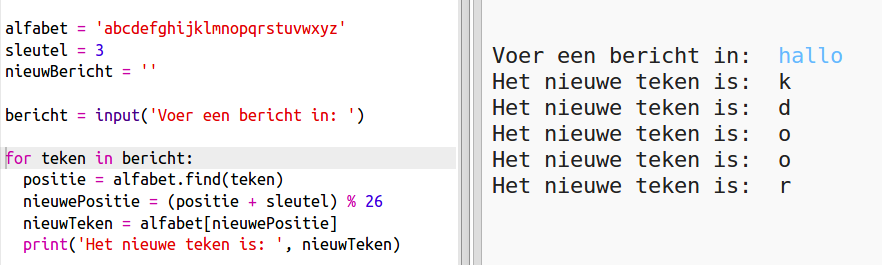 alfabet = 'abcdefghijklmnopqrstuvwxyz'
sleutel = 3
nieuwBericht = ''
bericht = input('Voer een bericht in: ')
for teken in bericht:
  positie = alfabet.find(teken)
  nieuwePositie = (positie + sleutel) % 26
  nieuwTeken = alfabet[nieuwePositie]
  print('Het nieuwe teken is: ', nieuwTeken)
Voer een bericht in:  hallo
Het nieuwe teken is:  k
Het nieuwe teken is:  d
Het nieuwe teken is:  o
Het nieuwe teken is:  o
Het nieuwe teken is:  r